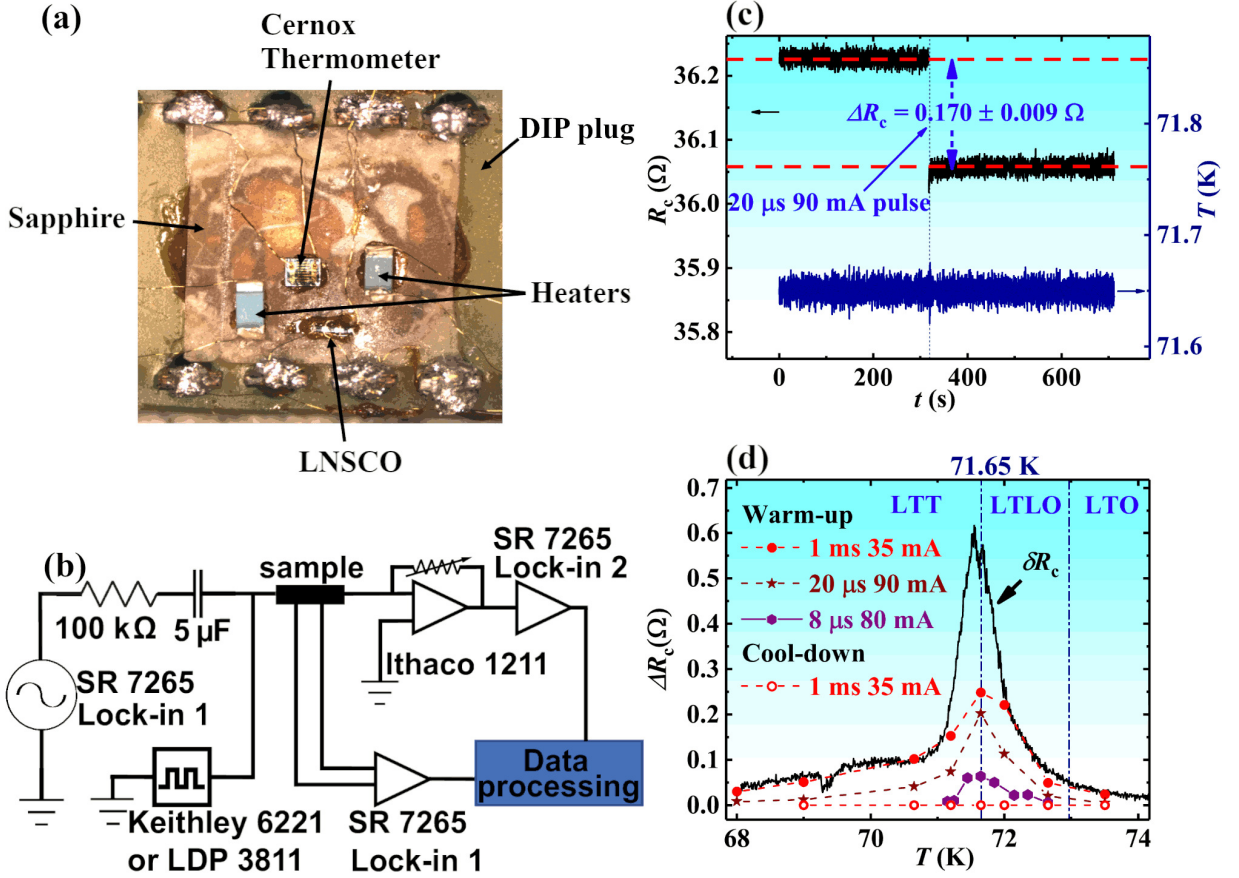 (a)
Cernox
Thermometer
DIP plug
Sapphire
Heaters
LNSCO
(b)
100 kΩ
5 µF
sample
SR 7265
Lock-in 2
Ithaco 1211
SR 7265
Lock-in 1
Keithley 6221
or LDP 3811
SR 7265
Lock-in 1
Data
processing
(c)
36.2
36.1
36.0
35.9
35.8
Rc (Ω)
ΔRc = 0.170 ± 0.009 Ω
20 µs 90 mA pulse
71.8
71.7
71.6
T (K)
0 200 400 600
t (s)
(d)
71.65 K
0.7
0.6
0.5
0.4
0.3
0.2
0.1
0.0
ΔRc(Ω)
LTT LTLO LTO
Warm-up
1 ms 35 mA
20 µs 90 mA
8 µs 80 mA
Cool-down
1 ms 35 mA
δRc
68 70 72 74
T (K)